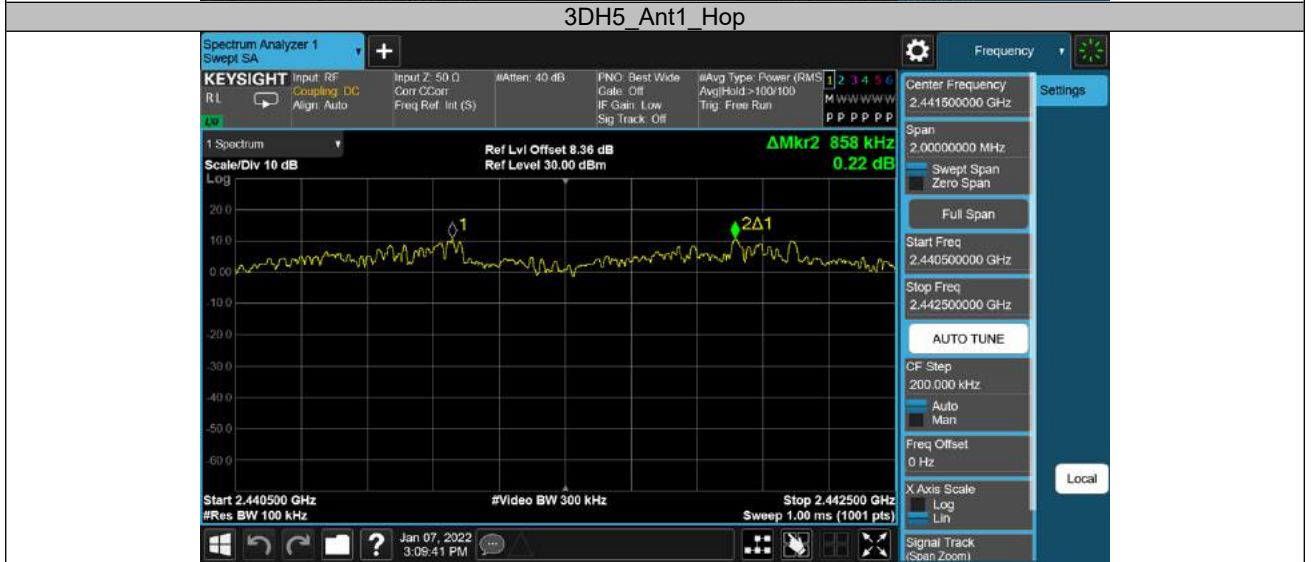 3DH5_Ant1_Hop
Spectrum Analyzer 1
Swept SA
Frequency
KEYSIGHT
RL
Input: RF
Coupling: DC
Align: Auto
Input Z: 50 Ω
Corr CCorr
Freq Ref: Int (S)
#Atten: 40 dB
PNO: Best Wide
Gate: Off
IF Gain: Low
Sig Track: Off
#Avg Type: Power (RMS
Avg|Hold:>100/100
Trig: Free Run
1 2 3 4 5 6
M W W W W W
P P P P P P
1 Spectrum
Scale/Div 10 dB
Log
Ref Lvl Offset 8.36 dB
Ref Level 30.00 dBm
ΔMkr2 858 kHz
0.22 dB
20.0
10.0
0.00
-10.0
-20.0
-30.0
-40.0
-50.0
-60.0
1
2Δ1
Start 2.440500 GHz
#Res BW 100 kHz
#Video BW 300 kHz
Stop 2.442500 GHz
Sweep 1.00 ms (1001 pts)
Jan 07, 2022
3:09:41 PM
Center Frequency
2.441500000 GHz
Span
2.00000000 MHz
Swept Span
Zero Span
Full Span
Start Freq
2.440500000 GHz
Stop Freq
2.442500000 GHz
AUTO TUNE
CF Step
200.000 kHz
Auto
Man
Freq Offset
0 Hz
X Axis Scale
Log
Lin
Signal Track
(Span Zoom)
Settings
Local